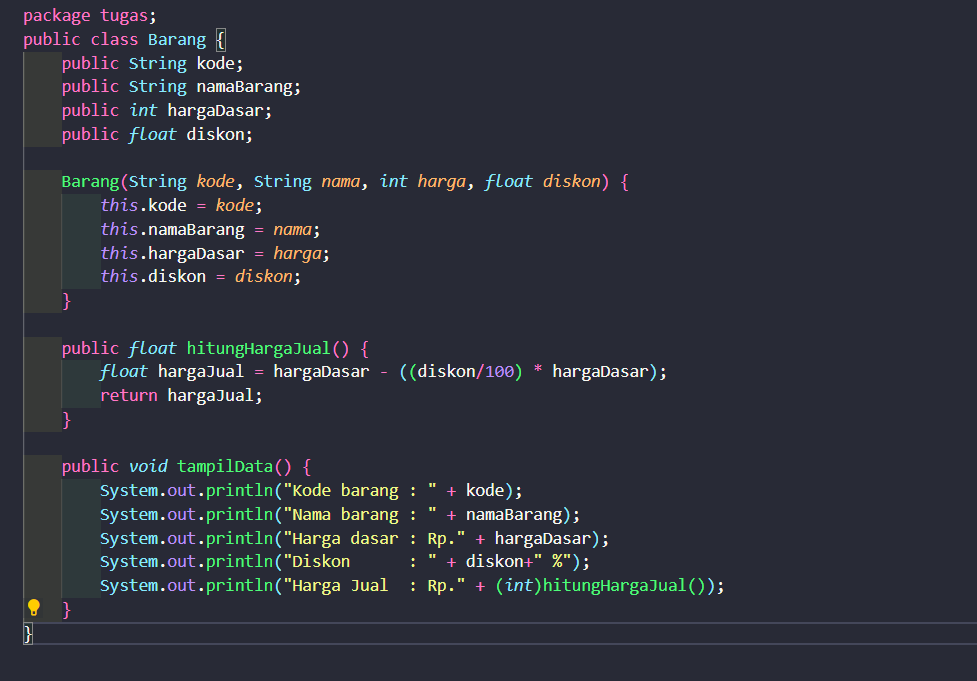 package tugas;
public class Barang {
    public String kode;
    public String namaBarang;
    public int hargaDasar;
    public float diskon;

    Barang(String kode, String nama, int harga, float diskon) {
        this.kode = kode;
        this.namaBarang = nama;
        this.hargaDasar = harga;
        this.diskon = diskon;
    }

    public float hitungHargaJual() {
        float hargaJual = hargaDasar - ((diskon/100) * hargaDasar);
        return hargaJual;
    }

    public void tampilData() {
        System.out.println("Kode barang : " + kode);
        System.out.println("Nama barang : " + namaBarang);
        System.out.println("Harga dasar : Rp." + hargaDasar);
        System.out.println("Diskon      : " + diskon+" %");
        System.out.println("Harga Jual  : Rp." + (int)hitungHargaJual());
    }
}